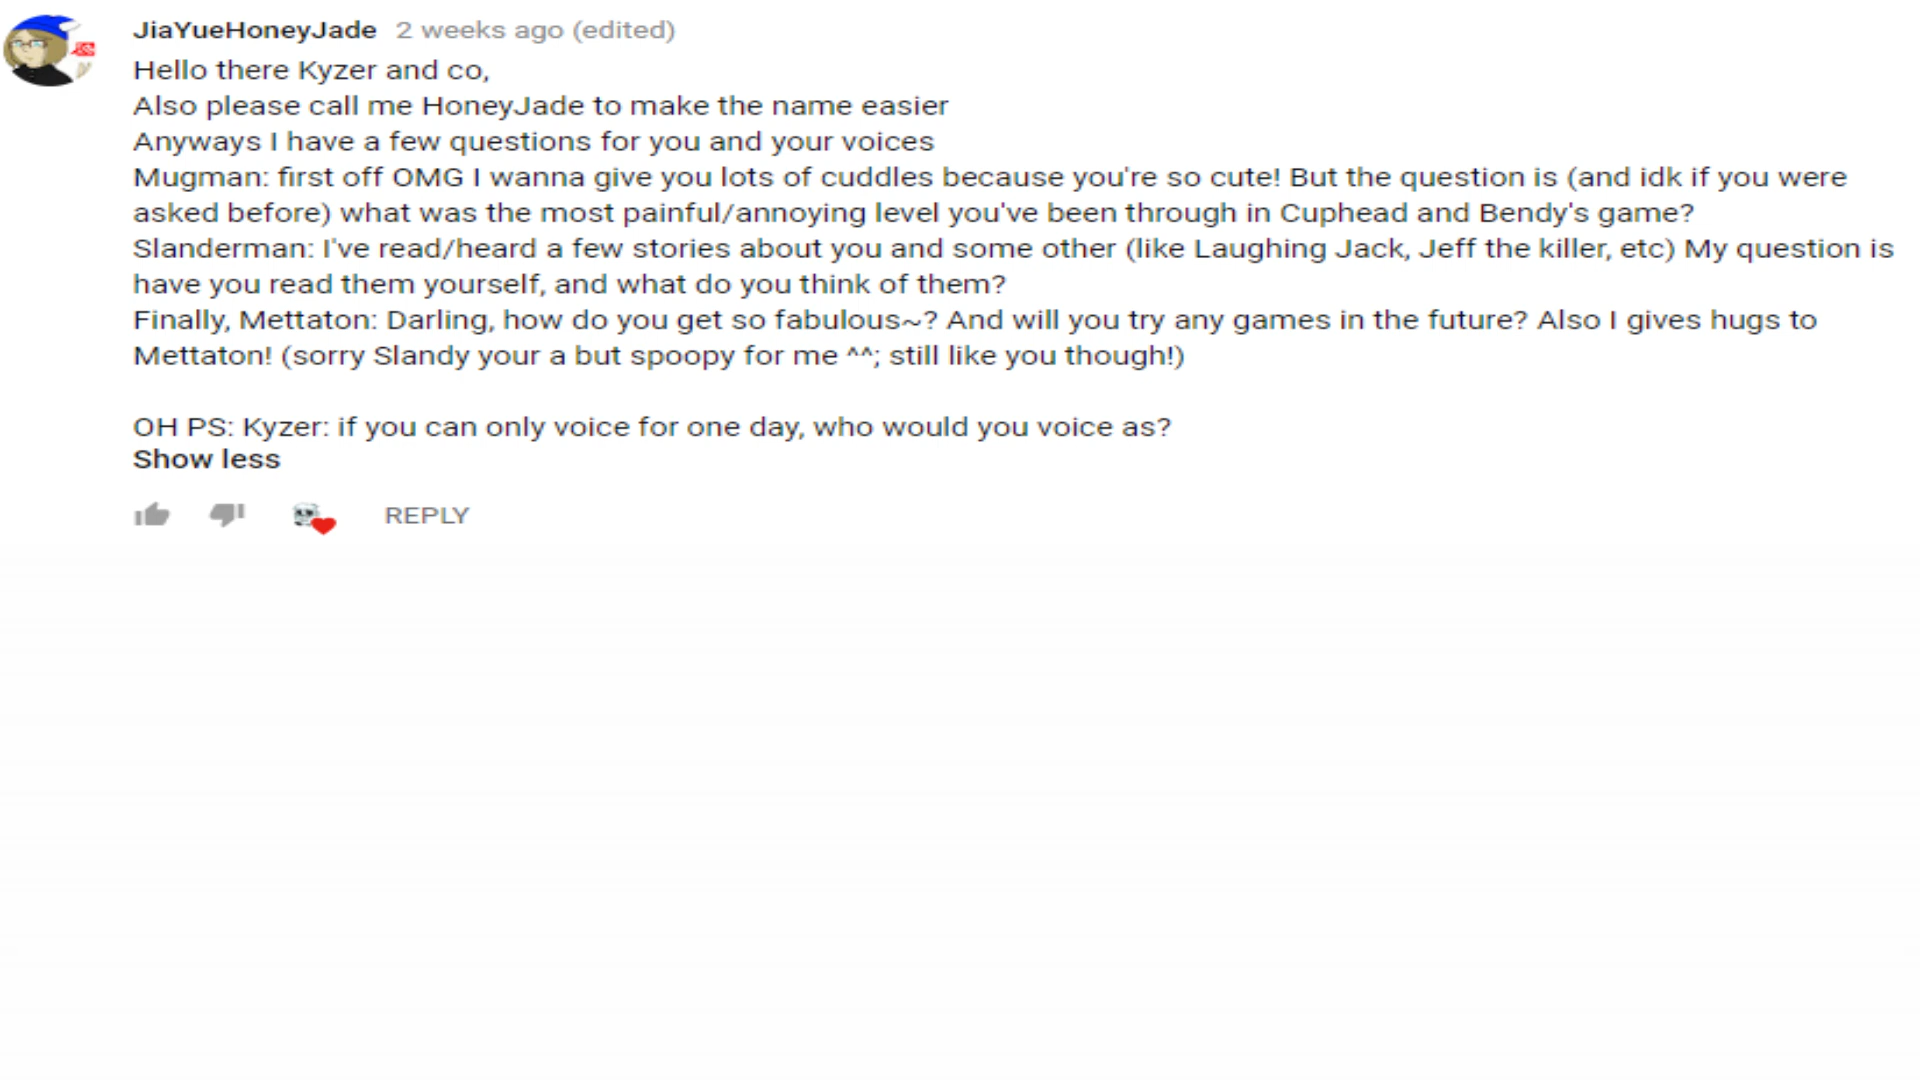 JiaYueHoneyJade 2 weeks ago (edited)
Hello there Kyzer and co,
Also please call me HoneyJade to make the name easier
Anyways I have a few questions for you and your voices
Mugman: first off OMG I wanna give you lots of cuddles because you're so cute! But the question is (and idk if you were
asked before) what was the most painful/annoying level you've been through in Cuphead and Bendy's game?
Slanderman: I've read/heard a few stories about you and some other (like Laughing Jack, Jeff the killer, etc) My question is
have you read them yourself, and what do you think of them?
Finally, Mettaton: Darling, how do you get so fabulous~? And will you try any games in the future? Also I gives hugs to
Mettaton! (sorry Slandy your a but spoopy for me ^^; still like you though!)
OH PS: Kyzer: if you can only voice for one day, who would you voice as?
Show less
REPLY